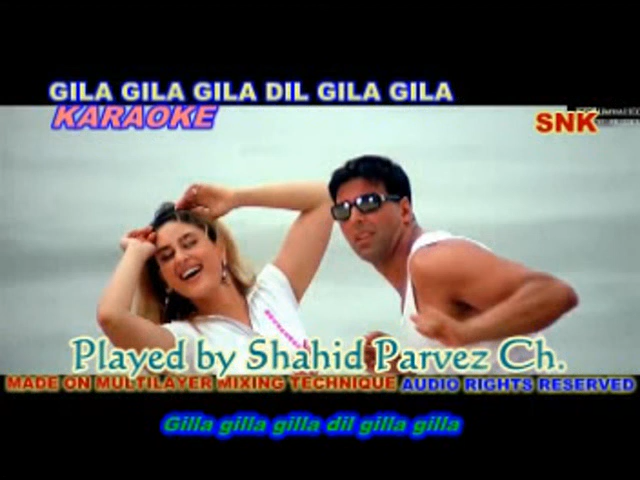 GILA GILA GILA DIL GILA GILA
KARAOKE
SNK
Played by Shahid Parvez Ch.
MADE ON MULTILAYER MIXING TECHNIQUE AUDIO RIGHTS RESERVED
Gilla gilla gilla dil gilla gilla